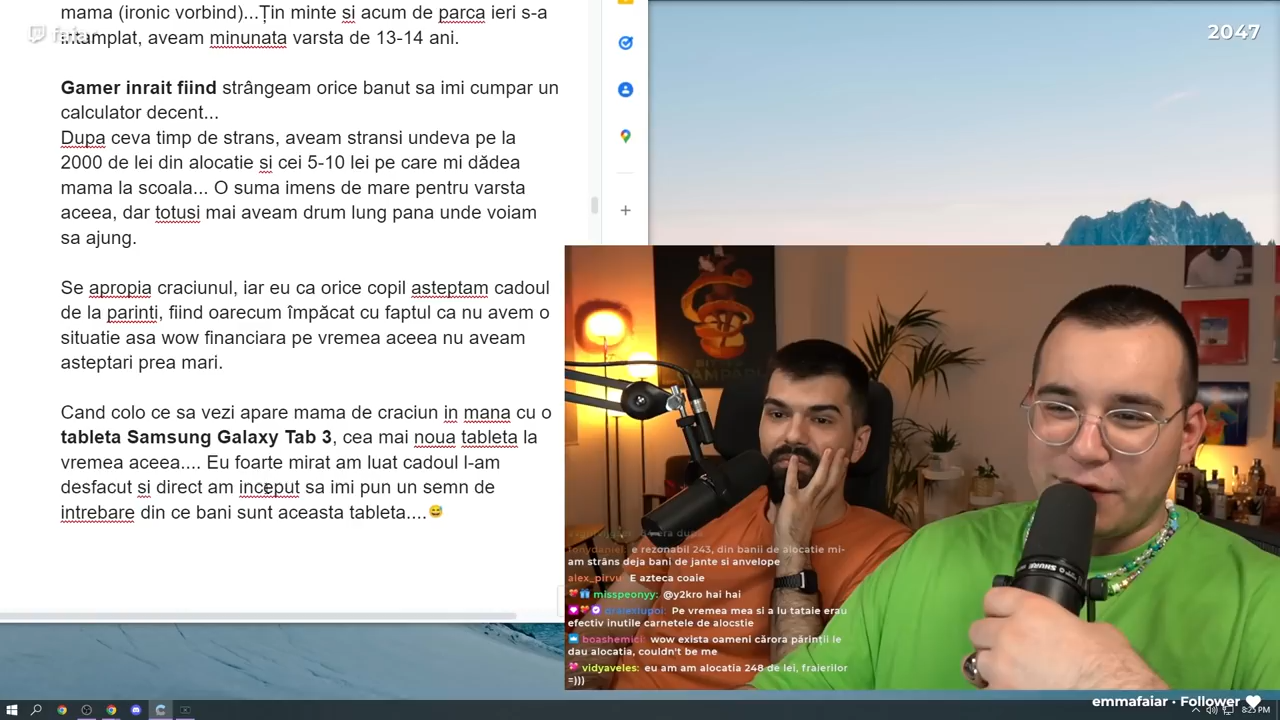 mama (ironic vorbind)...Țin minte si acum de parca ieri s-a
intamplat, aveam minunata varsta de 13-14 ani.
Gamer inrait fiind strângeam orice banut sa imi cumpar un
calculator decent...
Dupa ceva timp de strans, aveam stransi undeva pe la
2000 de lei din alocatie si cei 5-10 lei pe care mi dădea
mama la scoala... O suma imens de mare pentru varsta
aceea, dar totusi mai aveam drum lung pana unde voiam
sa ajung.
Se apropia craciunul, iar eu ca orice copil asteptam cadoul
de la parinti, fiind oarecum împăcat cu faptul ca nu avem o
situatie asa wow financiara pe vremea aceea nu aveam
asteptari prea mari.
Cand colo ce sa vezi apare mama de craciun in mana cu o
tableta Samsung Galaxy Tab 3, cea mai noua tableta la
vremea aceea.... Eu foarte mirat am luat cadoul l-am
desfacut si direct am inceput sa imi pun un semn de
intrebare din ce bani sunt aceasta tableta....
2047
CAMPARI
e rezonabil 243, din banii de alocatie mi-
am strâns deja bani de jante si anvelope
alex_pirvu: E azteca coaie
misspeonyy: @y2kro hai hai
dralexlupoi: Pe vremea mea si a lu tataie erau
efectiv inutile carnetele de alocstie
boashemici: wow exista oameni cărora părinții le
dau alocatia, couldn't be me
vidyaveles: eu am am alocatia 248 de lei, fraierilor
=)))
SHURE
emmafaiar · Follower
8:25 PM